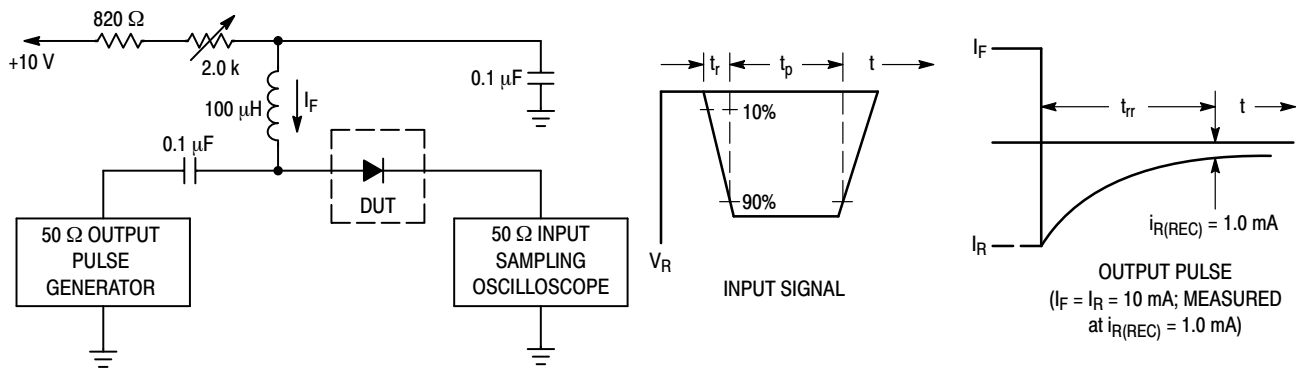 820 Ω
+10 V
2.0 k
100 μH
I_F
0.1 μF
0.1 μF
DUT
50 Ω OUTPUT
PULSE
GENERATOR
50 Ω INPUT
SAMPLING
OSCILLOSCOPE
t_r
t_p
t
10%
90%
V_R
INPUT SIGNAL
I_F
t_rr
t
I_R
i_R(REC) = 1.0 mA
OUTPUT PULSE
(I_F = I_R = 10 mA; MEASURED
at i_R(REC) = 1.0 mA)